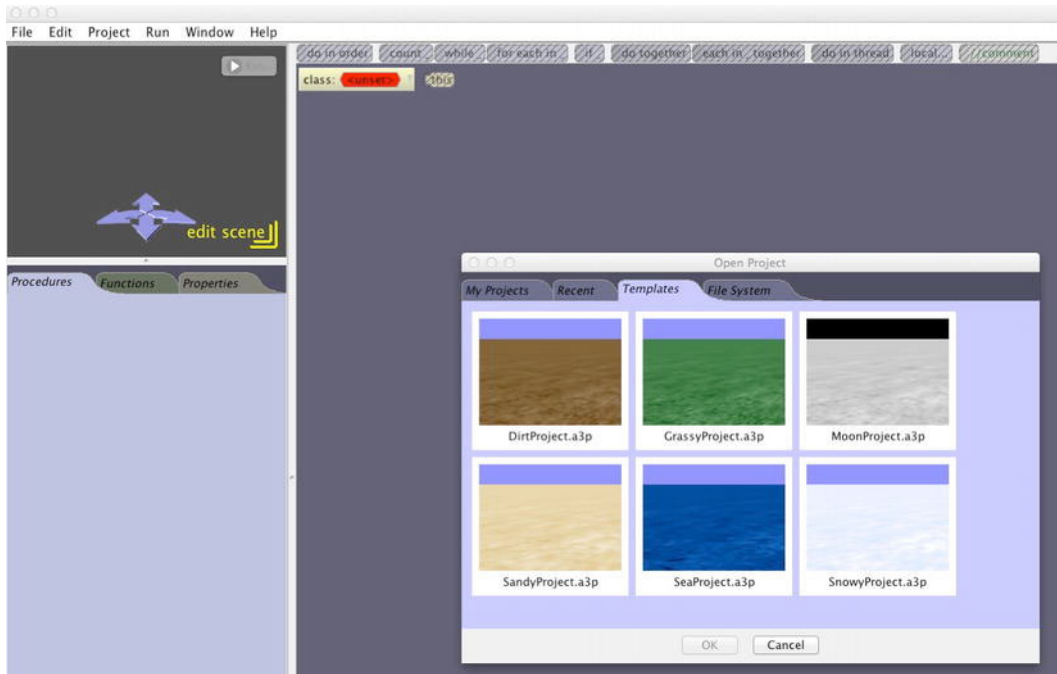 File Edit Project Run Window Help
do in order count while for each in if do together each in together do in thread local //comment
class: <unset> this
edit scene
Procedures Functions Properties
Open Project
My Projects Recent Templates File System
DirtProject.a3p GrassyProject.a3p MoonProject.a3p
SandyProject.a3p SeaProject.a3p SnowyProject.a3p
OK Cancel